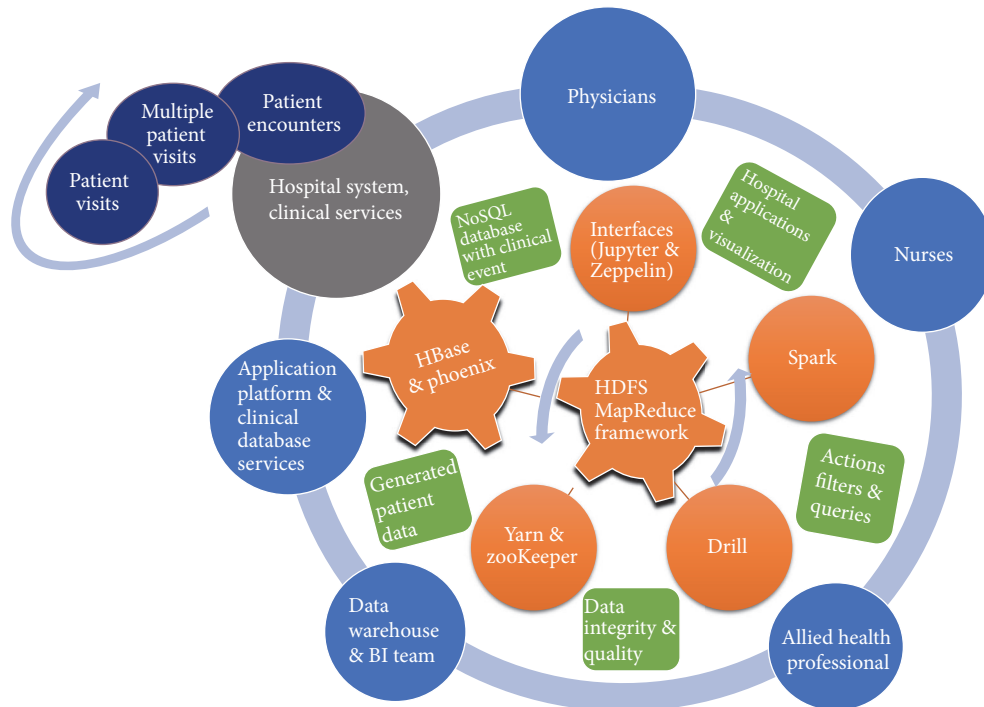 Physicians
Patient
encounters
Multiple
patient
visits
Patient
visits
Hospital system,
clinical services
NoSQL
database
with clinical
event
Interfaces
(Jupyter &
Zeppelin)
Hospital
applications
&
visualization
Nurses
HBase
& phoenix
HDFS
MapReduce
framework
Spark
Application
platform &
clinical
database
services
Generated
patient
data
Actions
filters &
queries
Yarn &
zooKeeper
Drill
Data
warehouse
& BI team
Data
integrity &
quality
Allied health
professional